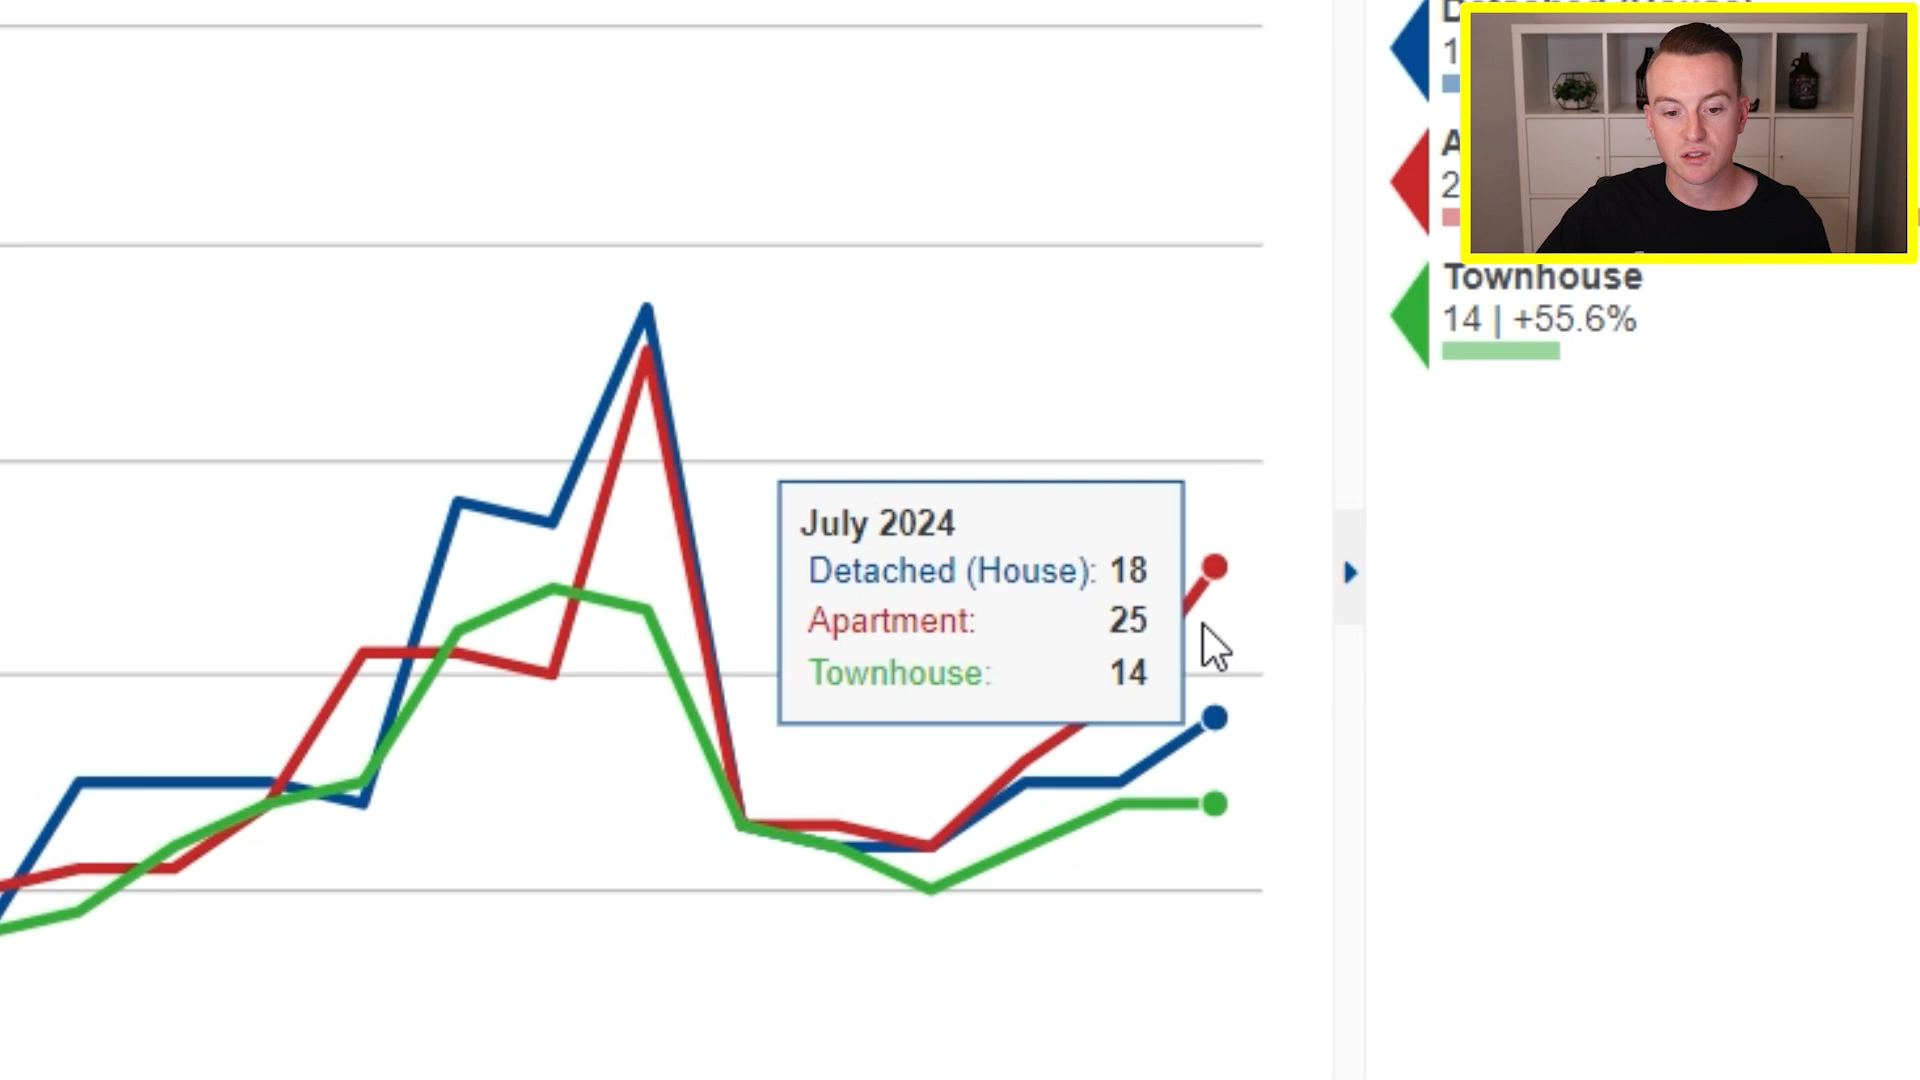 July 2024
Detached (House): 18
Apartment: 25
Townhouse: 14
Townhouse
14 | +55.6%